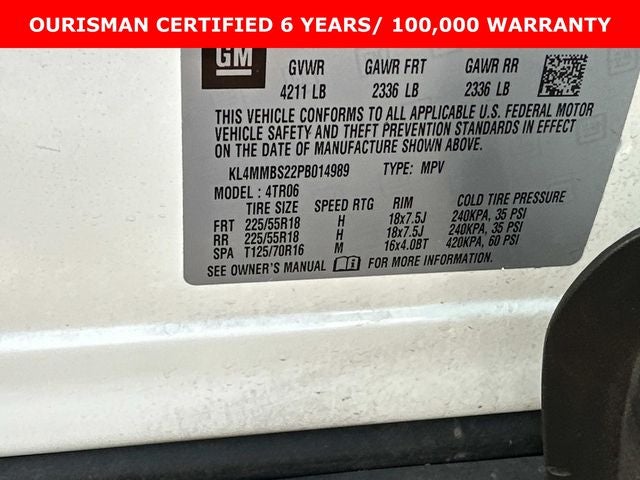 OURISMAN CERTIFIED 6 YEARS/ 100,000 WARRANTY
GM
GVWR GAWR FRT GAWR RR
4211 LB 2336 LB 2336 LB
THIS VEHICLE CONFORMS TO ALL APPLICABLE U.S. FEDERAL MOTOR
VEHICLE SAFETY AND THEFT PREVENTION STANDARDS IN EFFECT
ON THE DATE OF MANUFACTURE SHOWN ABOVE.
KL4MMBS22PB014989 TYPE: MPV
MODEL : 4TR06
TIRE SIZE SPEED RTG RIM COLD TIRE PRESSURE
FRT 225/55R18 H 18x7.5J 240KPA, 35 PSI
RR 225/55R18 H 18x7.5J 240KPA, 35 PSI
SPA T125/70R16 M 16x4.0BT 420KPA, 60 PSI
SEE OWNER'S MANUAL FOR MORE INFORMATION